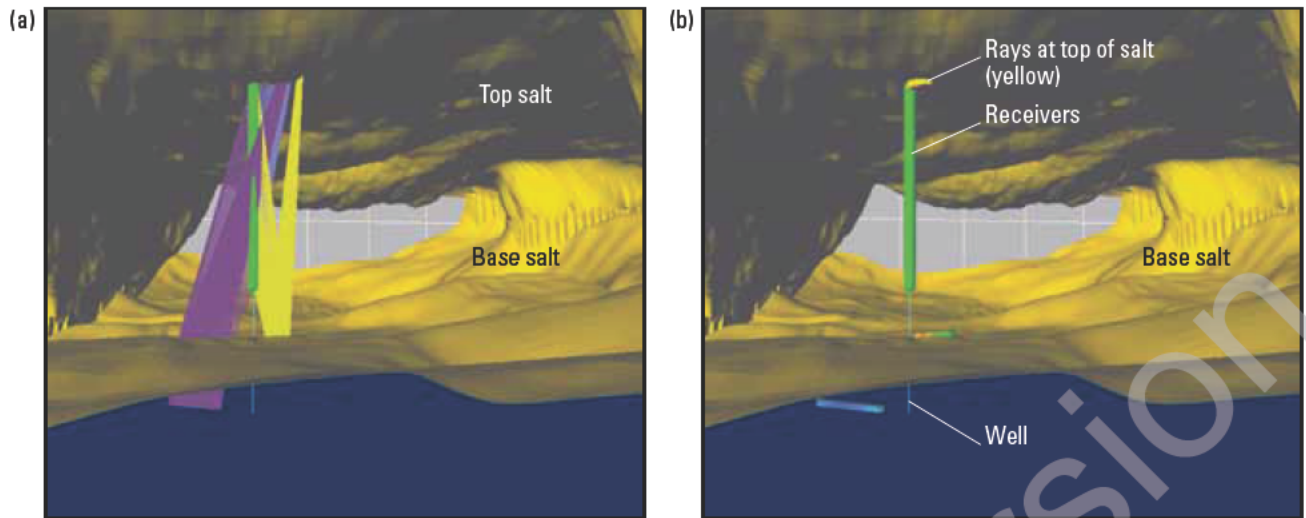 (a)
Top salt
Base salt
(b)
Rays at top of salt
(yellow)
Receivers
Base salt
Well